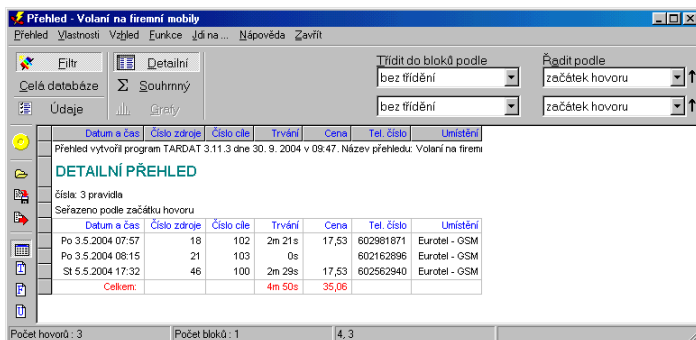 Přehled - Volaní na firemní mobily
Přehled Vlastnosti Vzhled Funkce Jdi na ... Nápověda Zavřít
Filtr Detailní Třídit do bloků podle Řadit podle
Celá databáze Σ Souhrnný bez třídění začátek hovoru
Údaje Grafy bez třídění začátek hovoru
Datum a čas Číslo zdroje Číslo cíle Trvání Cena Tel. číslo Umístění
Přehled vytvořil program TARDAT 3.11.3 dne 30. 9. 2004 v 09:47. Název přehledu: Volaní na firemi
DETAILNÍ PŘEHLED
čísla: 3 pravidla
Seřazeno podle začátku hovoru
Datum a čas Číslo zdroje Číslo cíle Trvání Cena Tel. číslo Umístění
Po 3.5.2004 07:57 18 102 2m 21s 17,53 602981871 Eurotel - GSM
Po 3.5.2004 08:15 21 103 0s 602162896 Eurotel - GSM
St 5.5.2004 17:32 46 100 2m 29s 17,53 602562940 Eurotel - GSM
Celkem: 4m 50s 35,06
Počet hovorů : 3 Počet bloků : 1 4, 3